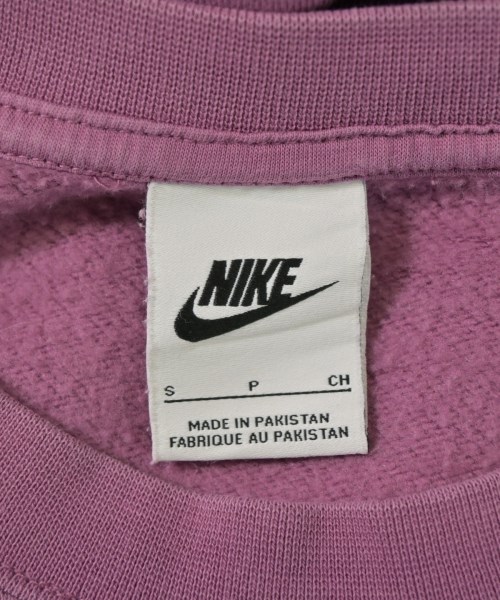 NIKE
S P CH
MADE IN PAKISTAN
FABRIQUE AU PAKISTAN